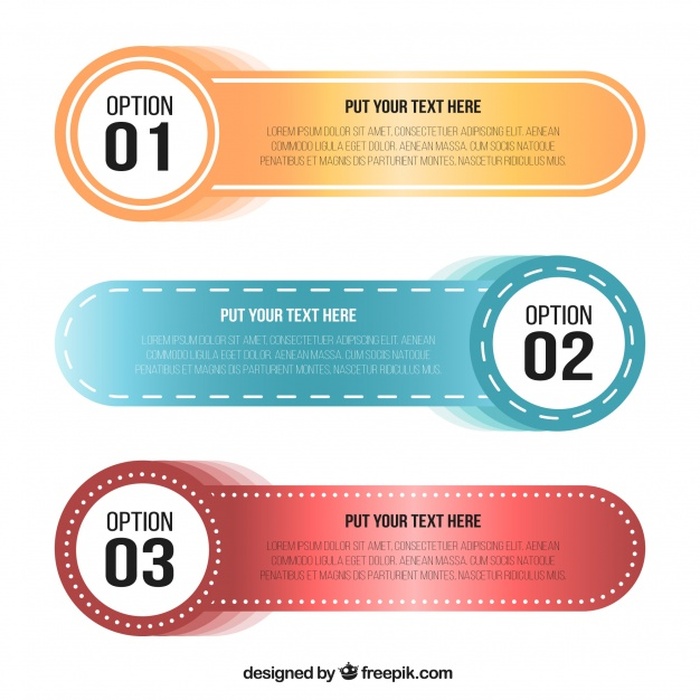 OPTION
01
PUT YOUR TEXT HERE
LOREM IPSUM DOLOR SIT AMET, CONSECTETUER ADIPISCING ELIT. AENEAN
COMMODO LIGULA EGET DOLOR. AENEAN MASSA. CUM SOCIIS NATOQUE
PENATIBUS ET MAGNIS DIS PARTURIENT MONTES, NASCETUR RIDICULUS MUS.
PUT YOUR TEXT HERE
LOREM IPSUM DOLOR SIT AMET, CONSECTETUER ADIPISCING ELIT. AENEAN
COMMODO LIGULA EGET DOLOR. AENEAN MASSA. CUM SOCIIS NATOQUE
PENATIBUS ET MAGNIS DIS PARTURIENT MONTES, NASCETUR RIDICULUS MUS.
OPTION
02
OPTION
03
PUT YOUR TEXT HERE
LOREM IPSUM DOLOR SIT AMET, CONSECTETUER ADIPISCING ELIT. AENEAN
COMMODO LIGULA EGET DOLOR. AENEAN MASSA. CUM SOCIIS NATOQUE
PENATIBUS ET MAGNIS DIS PARTURIENT MONTES, NASCETUR RIDICULUS MUS.
designed by freepik.com